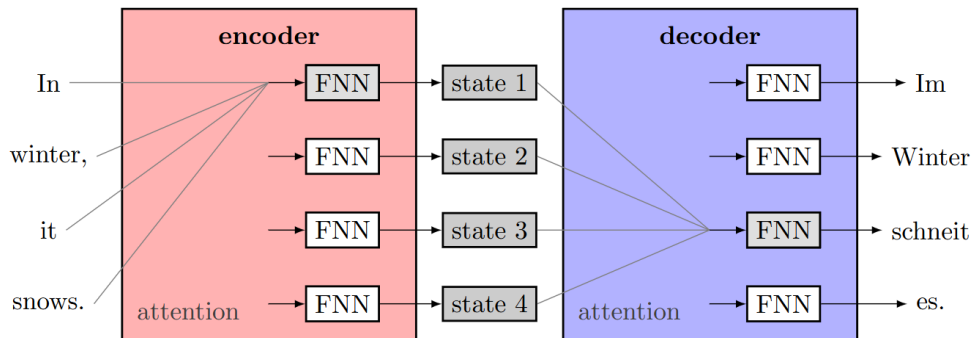 encoder decoder
In FNN state 1 FNN Im
winter, FNN state 2 FNN Winter
it FNN state 3 FNN schneit
snows. FNN state 4 FNN es.
attention attention